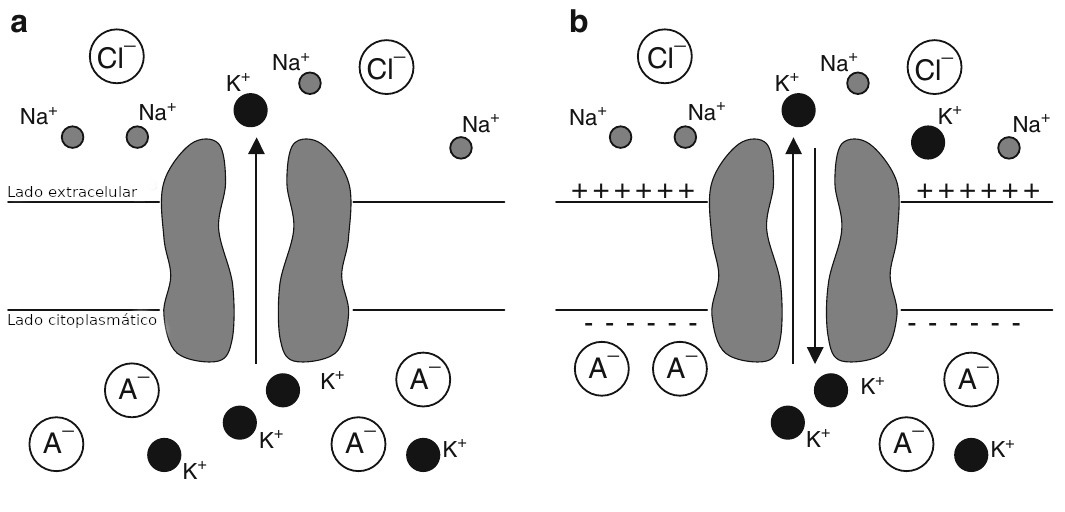 a
Cl⁻
K⁺
Na⁺
Cl⁻
Na⁺
Na⁺
Na⁺
Lado extracelular
Lado citoplasmático
A⁻
K⁺
A⁻
A⁻
K⁺
K⁺
A⁻
K⁺
b
Cl⁻
K⁺
Na⁺
Cl⁻
Na⁺
Na⁺
K⁺
Na⁺
++++++
++++++
- - - - - -
- - - - - -
A⁻
A⁻
K⁺
A⁻
K⁺
A⁻
K⁺